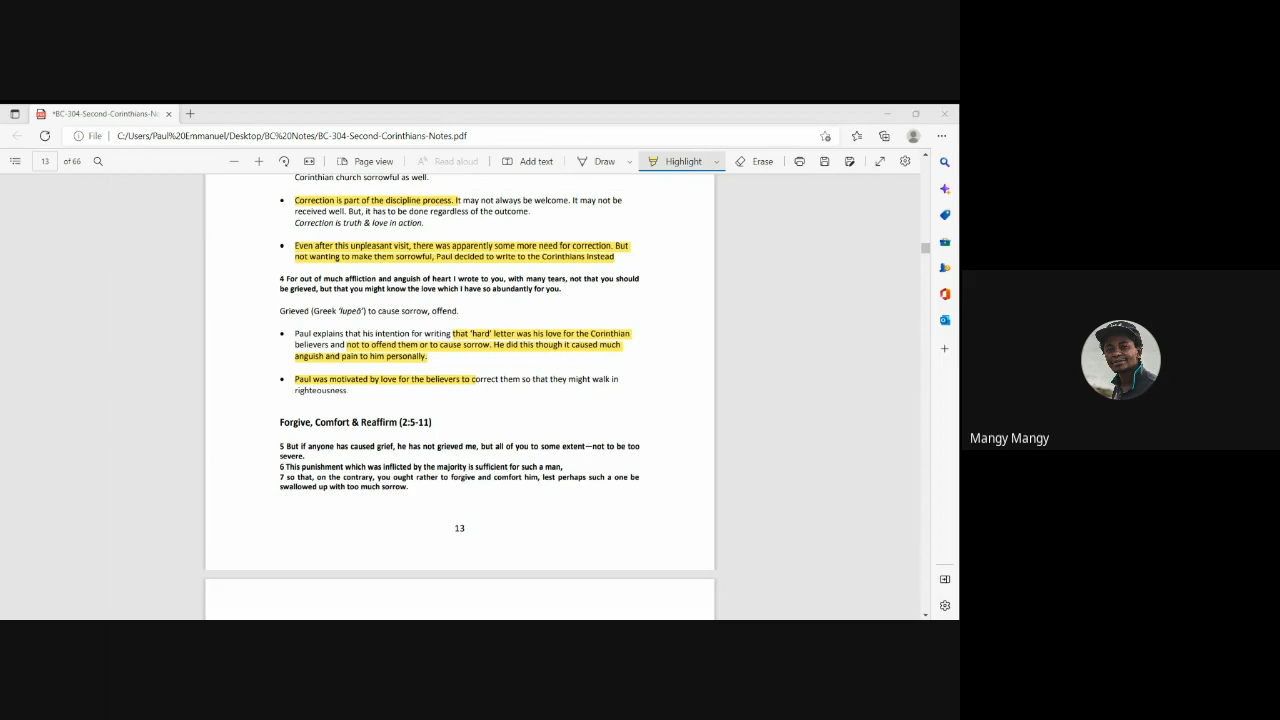 *BC-304-Second-Corinthians-No
File
C:/Users/Paul%20Emmanuel/Desktop/BC%20Notes/BC-304-Second-Corinthians-Notes.pdf
13 of 66
Page view
Read aloud
Add text
Draw
Highlight
Erase
Corinthian church sorrowful as well.
• Correction is part of the discipline process. It may not always be welcome. It may not be
received well. But, it has to be done regardless of the outcome.
Correction is truth & love in action.
• Even after this unpleasant visit, there was apparently some more need for correction. But
not wanting to make them sorrowful, Paul decided to write to the Corinthians instead
4 For out of much affliction and anguish of heart I wrote to you, with many tears, not that you should
be grieved, but that you might know the love which I have so abundantly for you.
Grieved (Greek ‘lupeō’) to cause sorrow, offend.
• Paul explains that his intention for writing that ‘hard’ letter was his love for the Corinthian
believers and not to offend them or to cause sorrow. He did this though it caused much
anguish and pain to him personally.
• Paul was motivated by love for the believers to correct them so that they might walk in
righteousness.
Forgive, Comfort & Reaffirm (2:5-11)
5 But if anyone has caused grief, he has not grieved me, but all of you to some extent—not to be too
severe.
6 This punishment which was inflicted by the majority is sufficient for such a man,
7 so that, on the contrary, you ought rather to forgive and comfort him, lest perhaps such a one be
swallowed up with too much sorrow.
13
Mangy Mangy